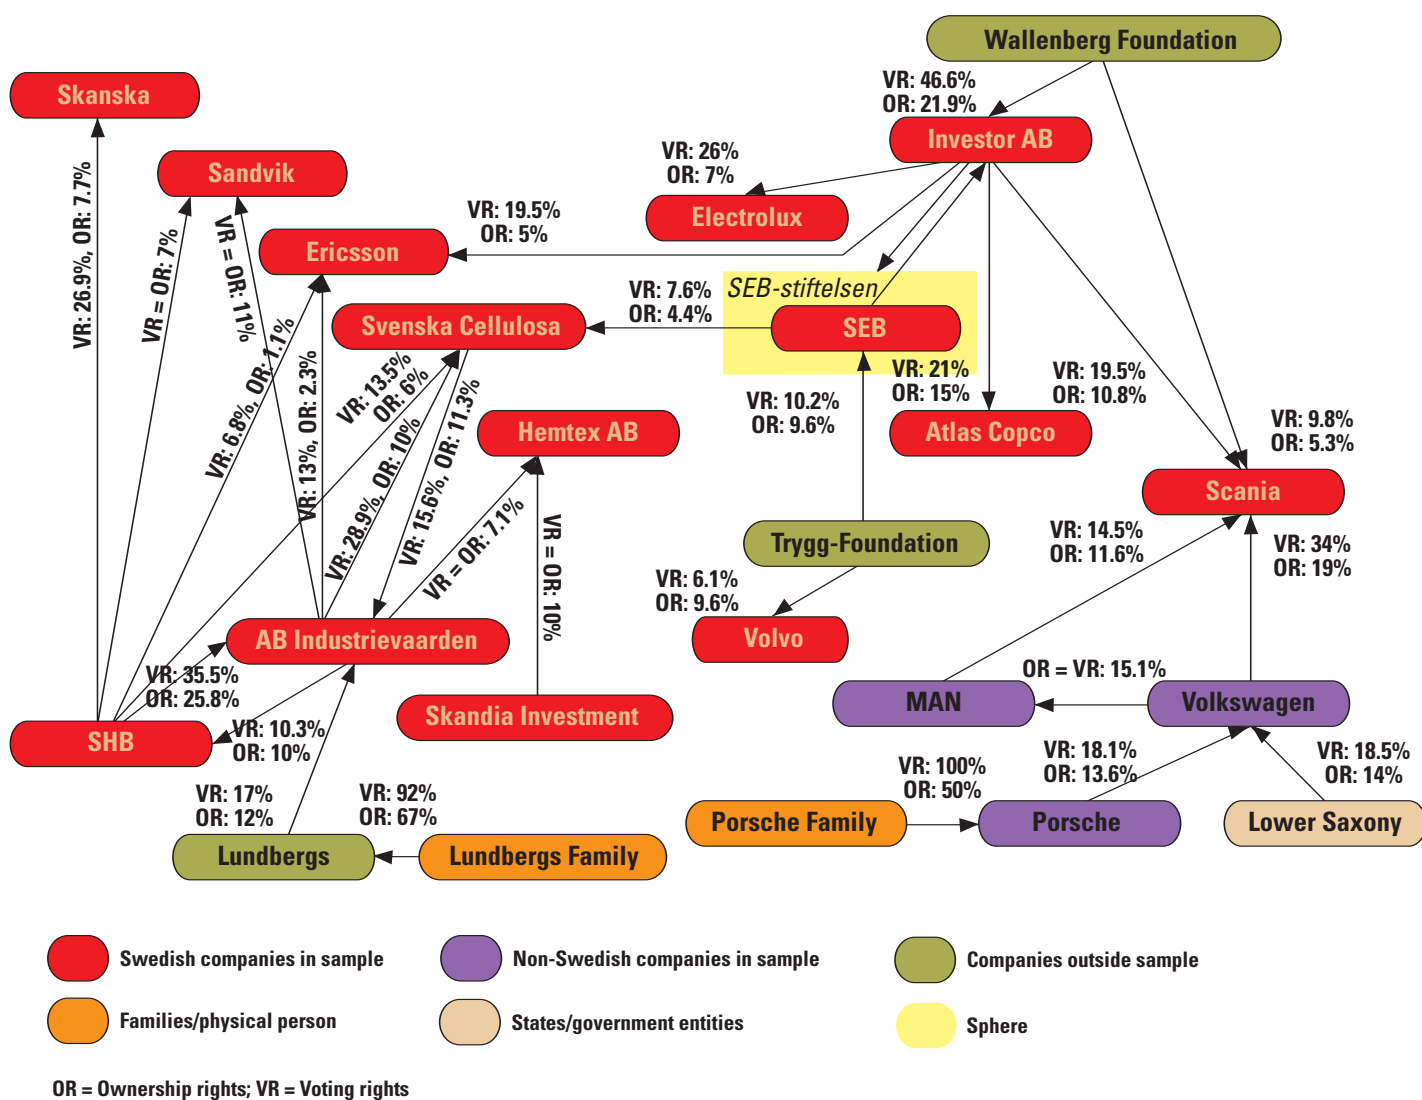 Wallenberg Foundation
VR: 46.6%
OR: 21.9%
Skanska
Investor AB
VR: 26%
OR: 7%
Sandvik
Electrolux
VR: 19.5%
OR: 5%
Ericsson
VR: 26.9%, OR: 7.7%
VR = OR: 7%
VR = OR: 11%
SEB-stiftelsen
VR: 7.6%
OR: 4.4%
Svenska Cellulosa
SEB
VR: 6.8%, OR: 1.1%
VR: 13%, OR: 2.3%
VR: 13.5%
OR: 6%
VR: 28.9%, OR: 10%
VR: 15.6%, OR: 11.3%
VR: 21%
OR: 15%
VR: 19.5%
OR: 10.8%
VR: 10.2%
OR: 9.6%
Hemtex AB
Atlas Copco
VR: 9.8%
OR: 5.3%
Scania
VR = OR: 7.1%
VR = OR: 10%
VR: 14.5%
OR: 11.6%
VR: 34%
OR: 19%
Trygg-Foundation
VR: 6.1%
OR: 9.6%
AB Industrievaarden
Volvo
VR: 35.5%
OR: 25.8%
OR = VR: 15.1%
MAN
Volkswagen
Skandia Investment
SHB
VR: 10.3%
OR: 10%
VR: 18.1%
OR: 13.6%
VR: 18.5%
OR: 14%
VR: 100%
OR: 50%
VR: 17%
OR: 12%
VR: 92%
OR: 67%
Porsche Family
Porsche
Lower Saxony
Lundbergs
Lundbergs Family
Swedish companies in sample
Non-Swedish companies in sample
Companies outside sample
Families/physical person
States/government entities
Sphere
OR = Ownership rights; VR = Voting rights